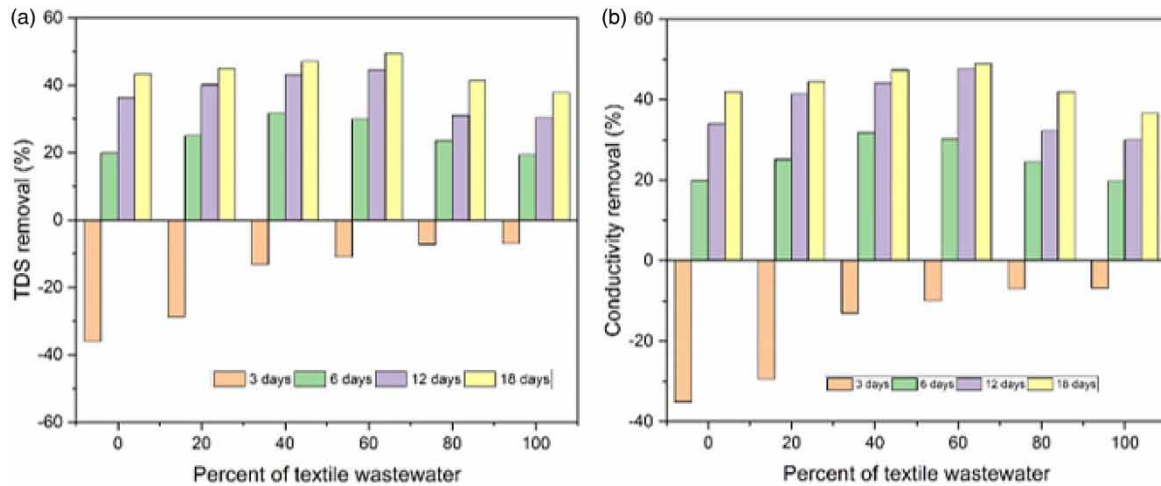 (a)
60
40
20
0
-20
-40
-60
TDS removal (%)
3 days 6 days 12 days 18 days
0 20 40 60 80 100
Percent of textile wastewater
(b)
60
40
20
0
-20
-40
Conductivity removal (%)
3 days 6 days 12 days 18 days
0 20 40 60 80 100
Percent of textile wastewater